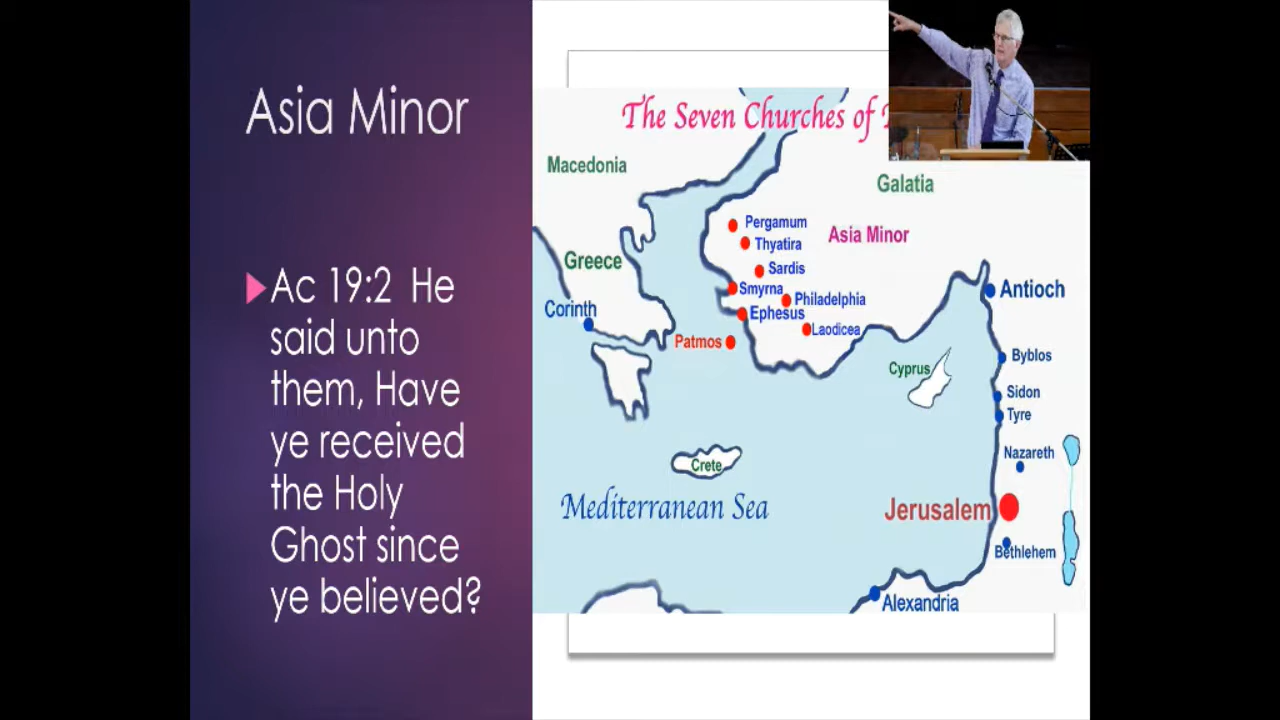 Asia Minor
Ac 19:2 He
said unto
them, Have
ye received
the Holy
Ghost since
ye believed?
The Seven Churches of
Macedonia
Galatia
Pergamum
Asia Minor
Thyatira
Greece
Sardis
Smyrna
Philadelphia
Antioch
Corinth
Ephesus
Laodicea
Patmos
Byblos
Cyprus
Sidon
Tyre
Nazareth
Crete
Mediterranean Sea
Jerusalem
Bethlehem
Alexandria